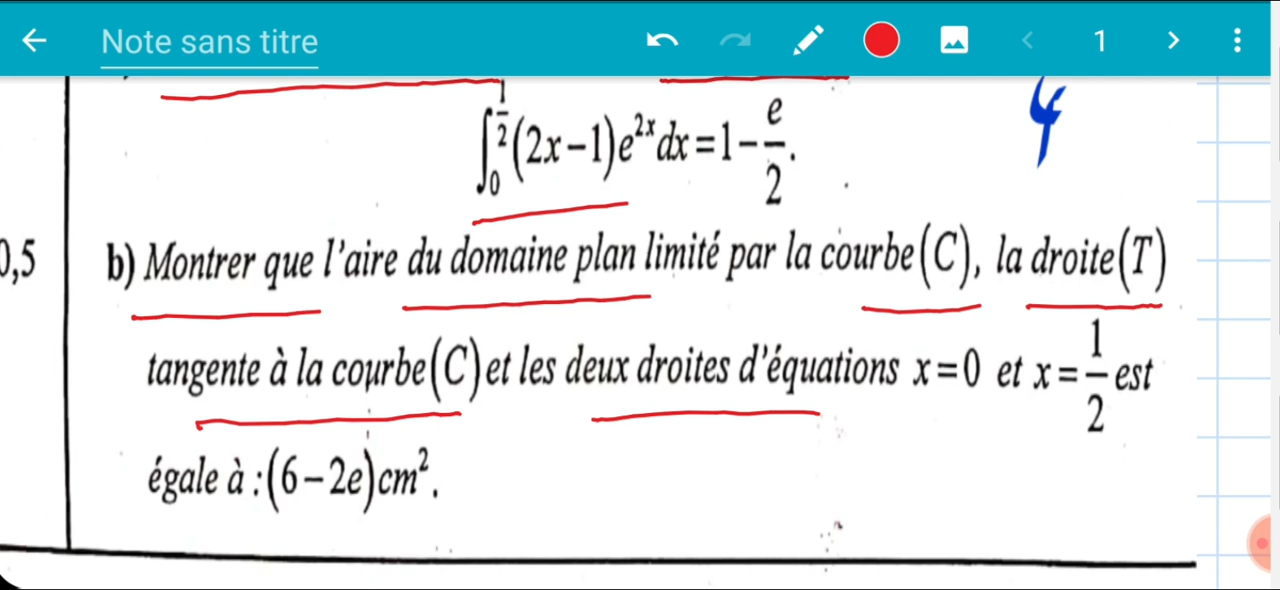 Note sans titre
1
∫₀^{1/2} (2x−1)e^{2x}dx = 1 − e/2.
4
0,5 b) Montrer que l'aire du domaine plan limité par la courbe (C), la droite (T)
tangente à la courbe (C) et les deux droites d'équations x = 0 et x = 1/2 est
égale à : (6 − 2e) cm².